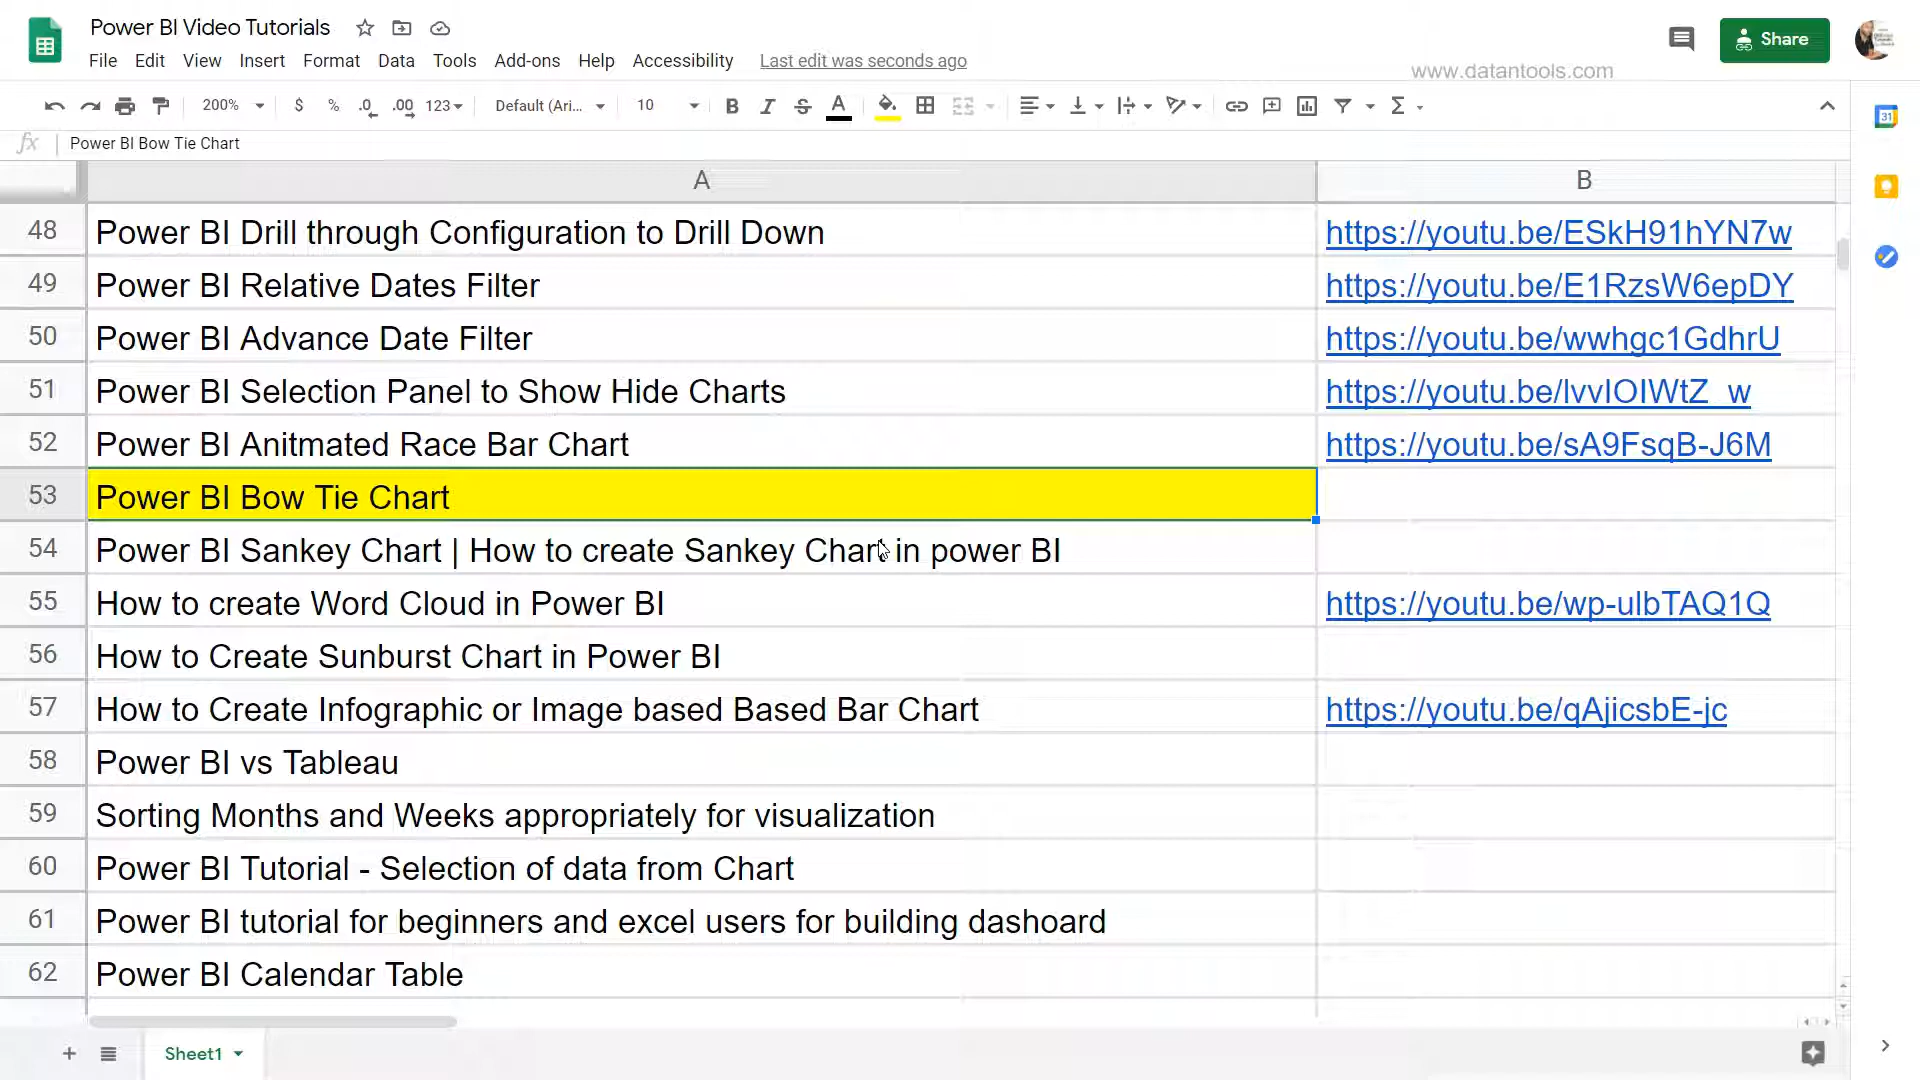 Power BI Video Tutorials
Share
File Edit View Insert Format Data Tools Add-ons Help Accessibility Last edit was seconds ago
www.datantools.com
200% $ % .0 .00 123 Default (Ari... 10 B I S A Σ
fx Power BI Bow Tie Chart
31
A B
48 Power BI Drill through Configuration to Drill Down https://youtu.be/ESkH91hYN7w
49 Power BI Relative Dates Filter https://youtu.be/E1RzsW6epDY
50 Power BI Advance Date Filter https://youtu.be/wwhgc1GdhrU
51 Power BI Selection Panel to Show Hide Charts https://youtu.be/lvvIOIWtZ_w
52 Power BI Anitmated Race Bar Chart https://youtu.be/sA9FsqB-J6M
53 Power BI Bow Tie Chart
54 Power BI Sankey Chart | How to create Sankey Chart in power BI
55 How to create Word Cloud in Power BI https://youtu.be/wp-ulbTAQ1Q
56 How to Create Sunburst Chart in Power BI
57 How to Create Infographic or Image based Based Bar Chart https://youtu.be/qAjicsbE-jc
58 Power BI vs Tableau
59 Sorting Months and Weeks appropriately for visualization
60 Power BI Tutorial - Selection of data from Chart
61 Power BI tutorial for beginners and excel users for building dashoard
62 Power BI Calendar Table
Sheet1